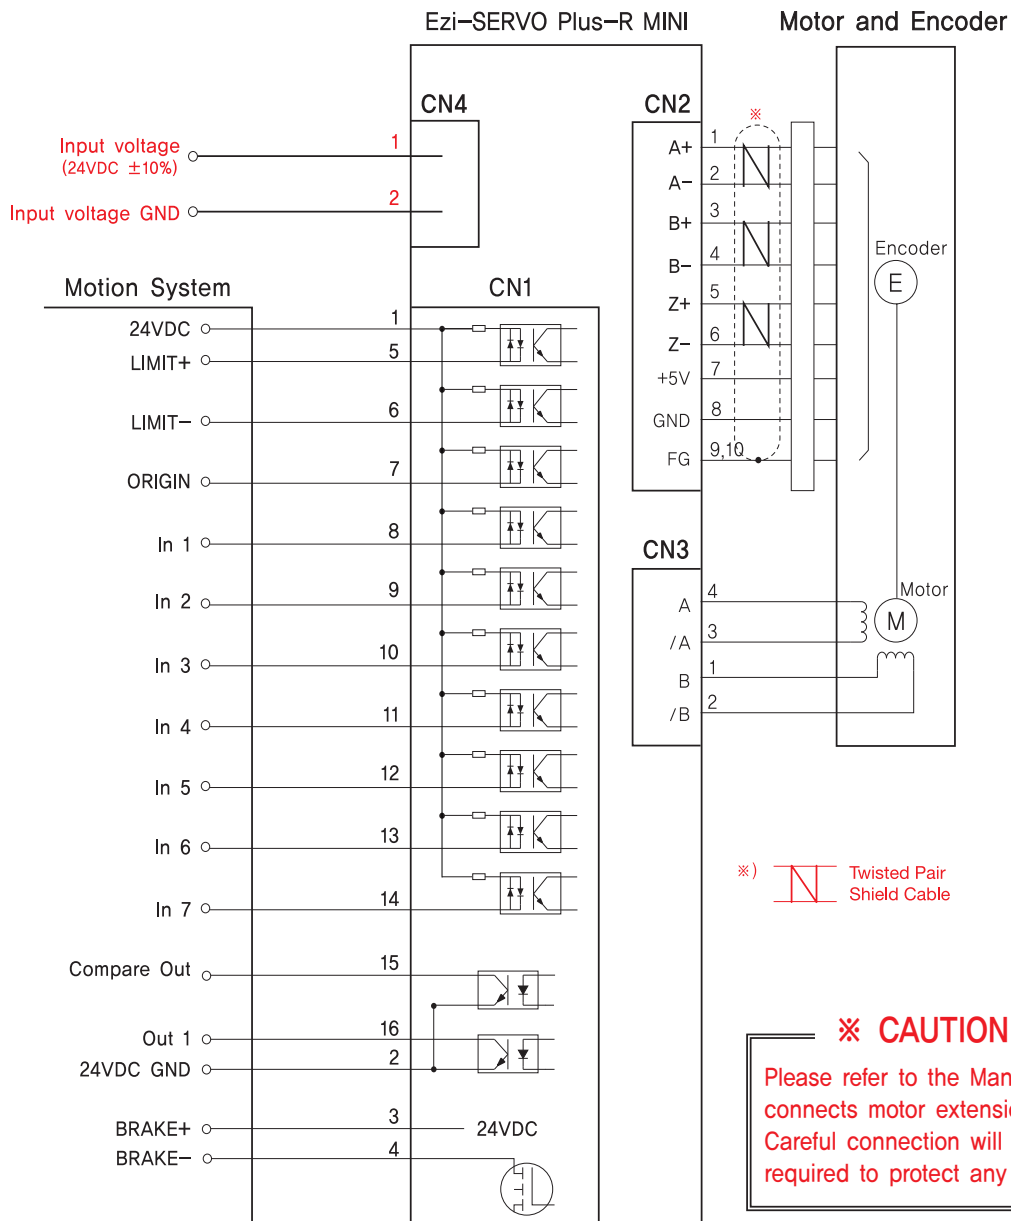 Ezi-SERVO Plus-R MINI
Motor and Encoder
CN4
Input voltage
(24VDC ±10%)
1
Input voltage GND
2
CN2
※
A+ 1
A- 2
B+ 3
B- 4
Z+ 5
Z- 6
+5V 7
GND 8
FG 9,10
Encoder
E
Motion System
CN1
24VDC 1
LIMIT+ 5
LIMIT- 6
ORIGIN 7
In 1 8
In 2 9
In 3 10
In 4 11
In 5 12
In 6 13
In 7 14
Compare Out 15
Out 1 16
24VDC GND 2
BRAKE+ 3 24VDC
BRAKE- 4
CN3
A 4
/A 3
B 1
/B 2
Motor
M
※)
Twisted Pair
Shield Cable
※ CAUTION
Please refer to the Man
connects motor extensi
Careful connection will
required to protect any